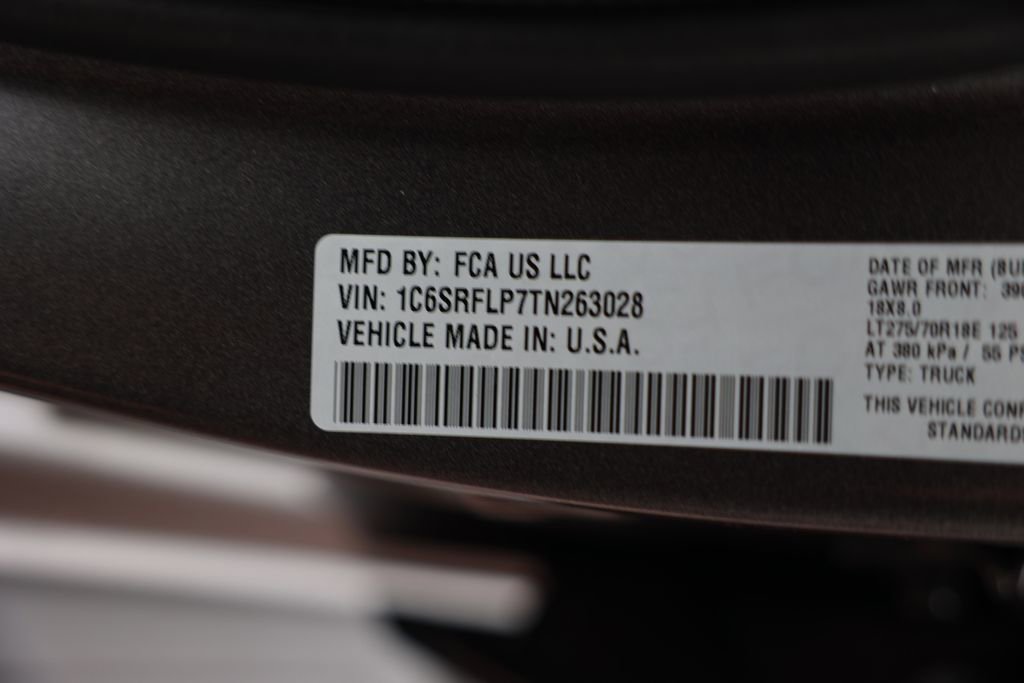 MFD BY: FCA US LLC
VIN: 1C6SRFLP7TN263028
VEHICLE MADE IN: U.S.A.
DATE OF MFR
GAWR FRONT:
18X8.0
LT275/70R18E 125
AT 380 kPa / 55
TYPE: TRUCK
THIS VEHICLE